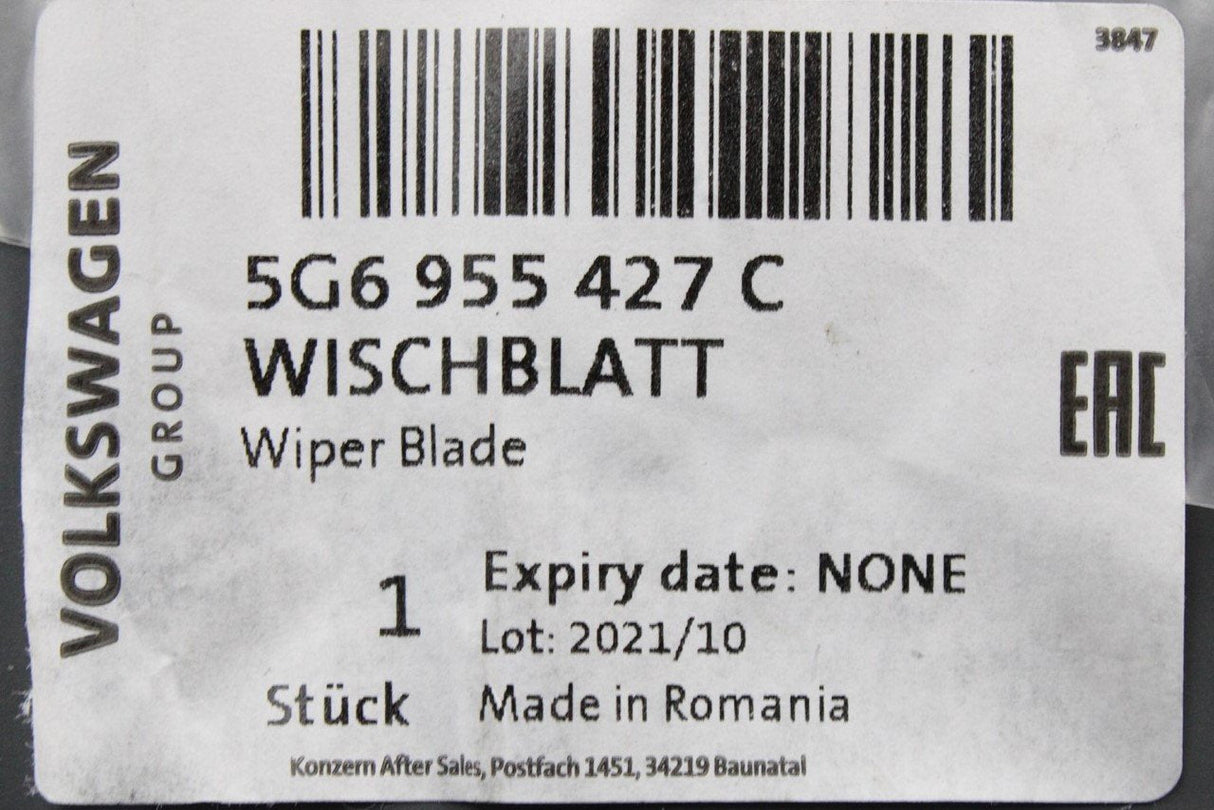 3847
VOLKSWAGEN
GROUP
5G6 955 427 C
WISCHBLATT
Wiper Blade
EAC
1
Stück
Expiry date: NONE
Lot: 2021/10
Made in Romania
Konzern After Sales, Postfach 1451, 34219 Baunatal